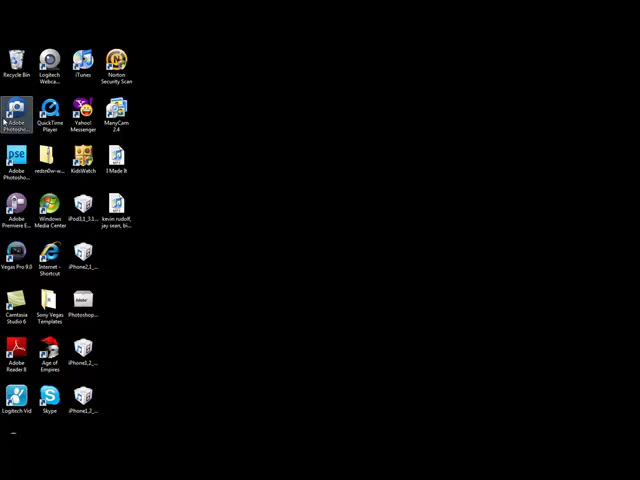 Recycle Bin
Logitech
Webca...
iTunes
Norton
Security Scan
Adobe
Photosho...
QuickTime
Player
Yahoo!
Messenger
ManyCam
2.4
Adobe
Photosho...
redsn0w-w...
KidsWatch
I Made It
Adobe
Premiere E...
Windows
Media Center
iPod3,1_3.1...
kevin rudolf,
jay sean, bi...
Vegas Pro 9.0
Internet -
Shortcut
iPhone2,1_...
Camtasia
Studio 6
Sony Vegas
Templates
Photoshop...
Adobe
Reader 8
Age of
Empires
iPhone1,2_...
Logitech Vid
Skype
iPhone1,2_...